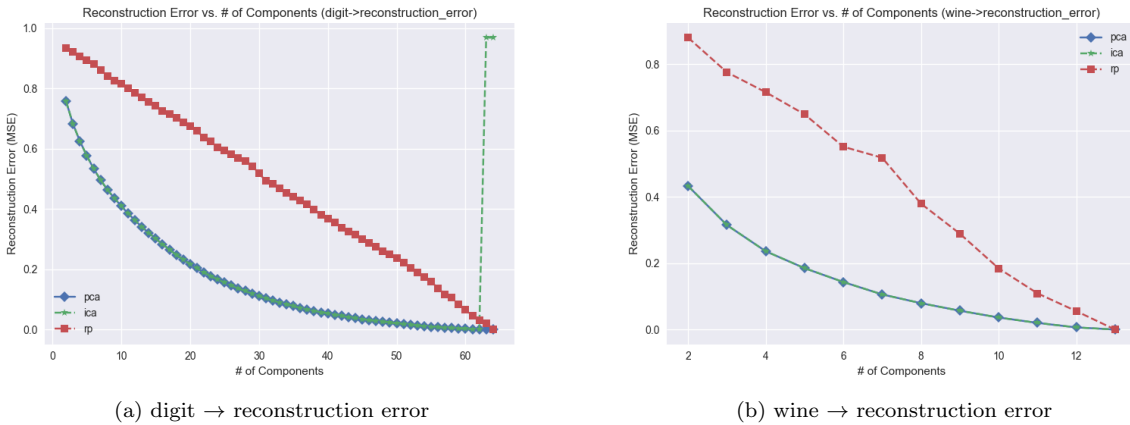 Reconstruction Error vs. # of Components (digit->reconstruction_error)
1.0
0.8
0.6
0.4
0.2
0.0
Reconstruction Error (MSE)
pca
ica
rp
0 10 20 30 40 50 60
# of Components
(a) digit → reconstruction error
Reconstruction Error vs. # of Components (wine->reconstruction_error)
0.8
0.6
0.4
0.2
0.0
Reconstruction Error (MSE)
pca
ica
rp
2 4 6 8 10 12
# of Components
(b) wine → reconstruction error